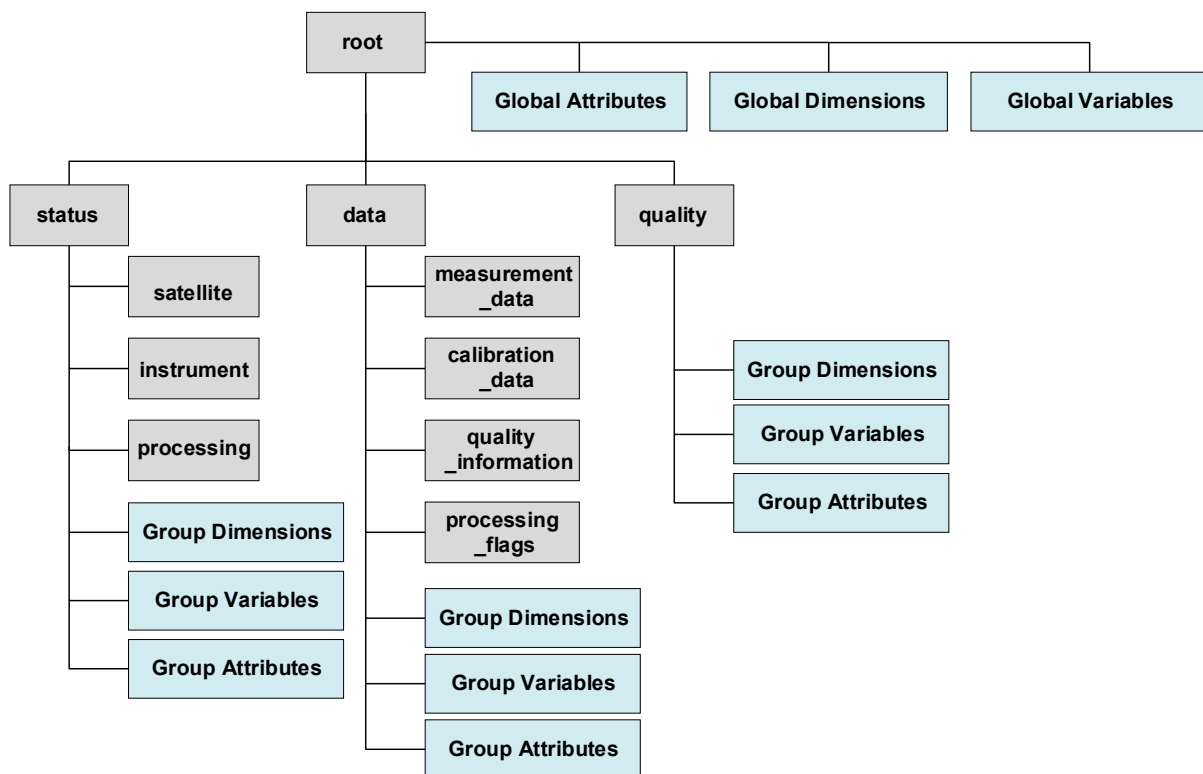 root
Global Attributes
Global Dimensions
Global Variables
status
data
quality
satellite
instrument
processing
Group Dimensions
Group Variables
Group Attributes
measurement
_data
calibration
_data
quality
_information
processing
_flags
Group Dimensions
Group Variables
Group Attributes
Group Dimensions
Group Variables
Group Attributes